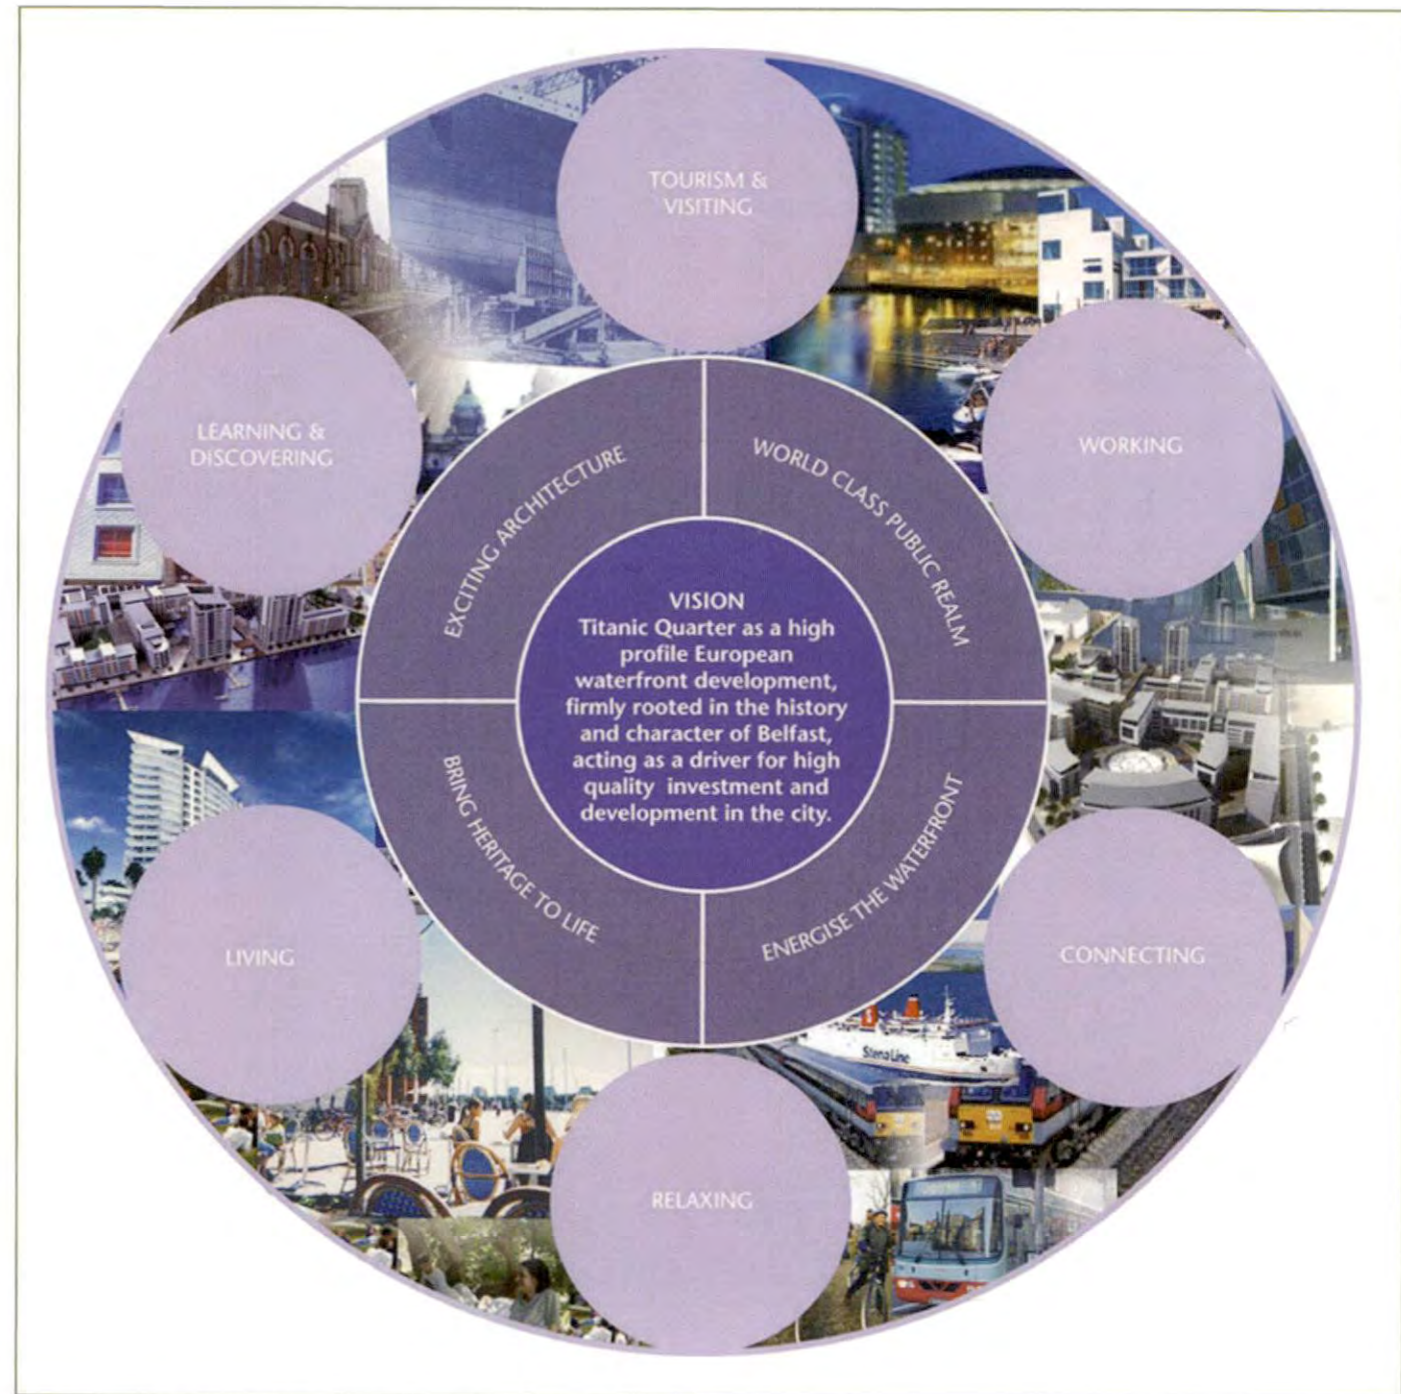 TOURISM &
VISITING
LEARNING &
DISCOVERING
WORKING
EXCITING ARCHITECTURE
WORLD CLASS PUBLIC REALM
VISION
Titanic Quarter as a high
profile European
waterfront development,
firmly rooted in the history
and character of Belfast,
acting as a driver for high
quality investment and
development in the city.
BRING HERITAGE TO LIFE
ENERGISE THE WATERFRONT
LIVING
CONNECTING
StenaLine
RELAXING